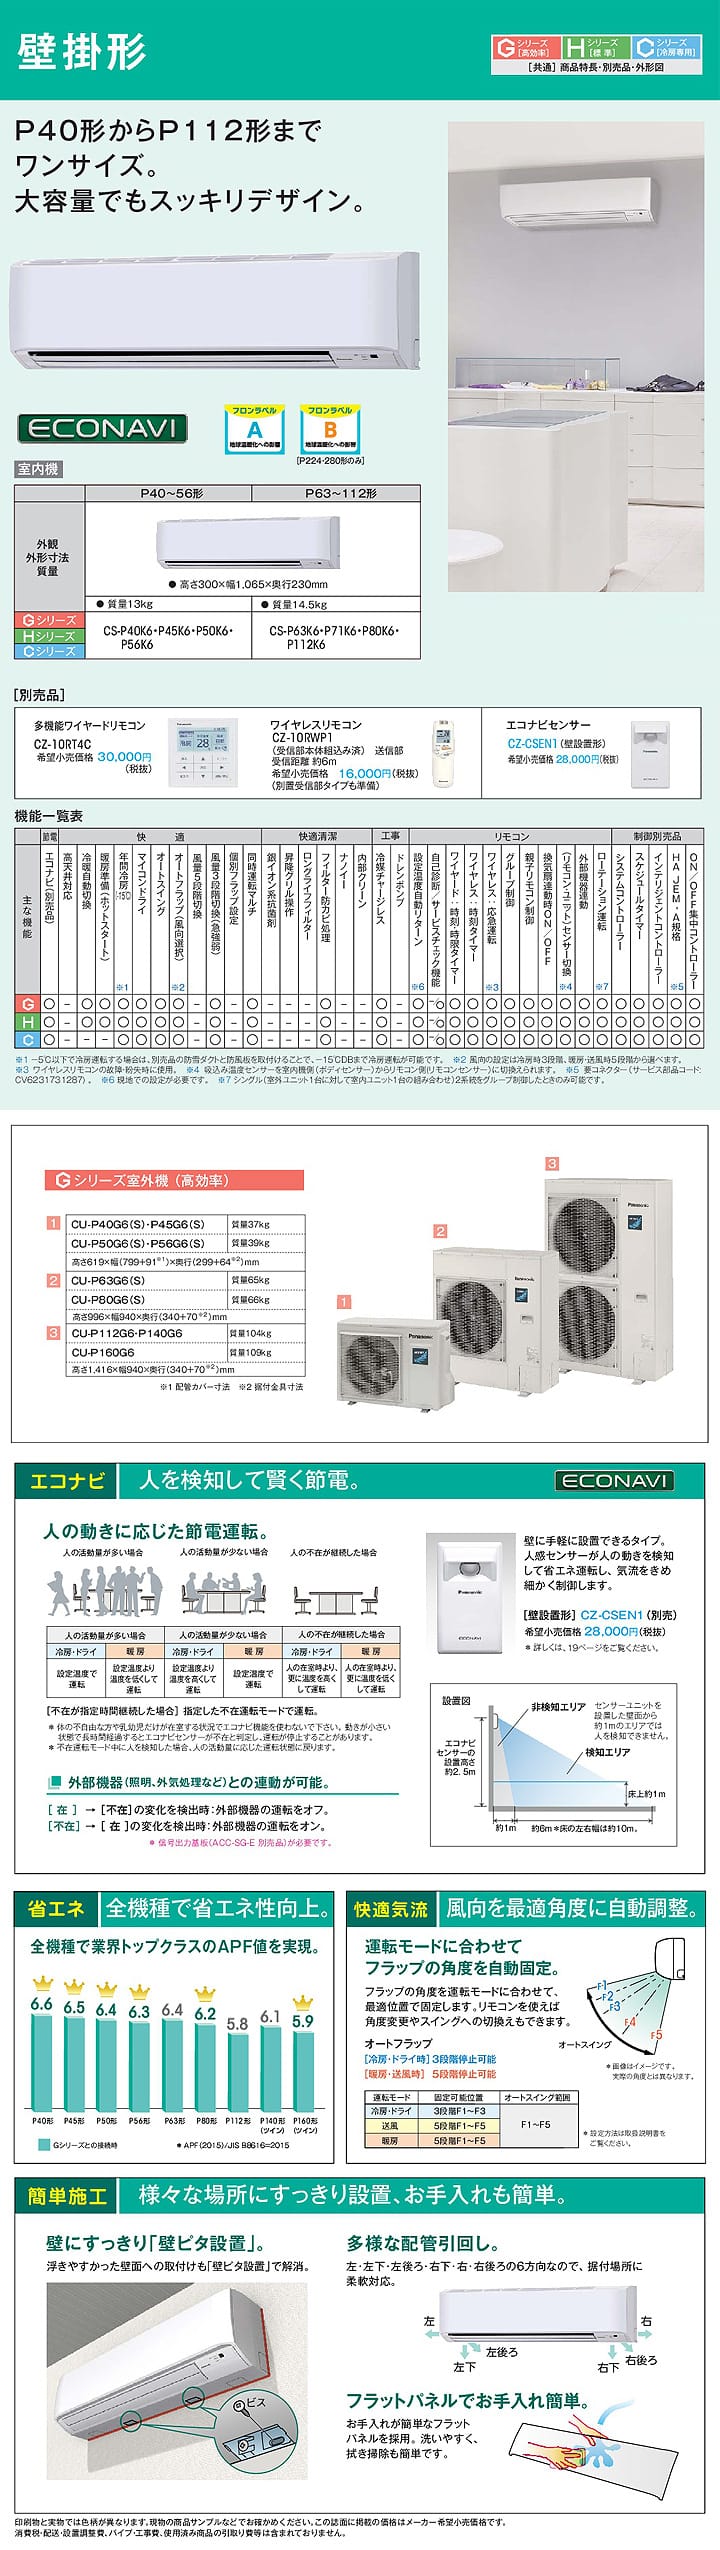 壁掛形
Gシリーズ[高効率] Hシリーズ[標準] Cシリーズ[冷房専用]
[共通] 商品特長・別売品・外形図
P40形からP112形まで
ワンサイズ。
大容量でもスッキリデザイン。
ECONAVI
フロンラベル A 地球温暖化への影響
フロンラベル B 地球温暖化への影響
[P224・280形のみ]
室内機
P40〜56形 P63〜112形
外観
外形寸法
質量
● 高さ300×幅1,065×奥行230mm
● 質量13kg ● 質量14.5kg
Gシリーズ
Hシリーズ
Cシリーズ
CS-P40K6・P45K6・P50K6・
P56K6
CS-P63K6・P71K6・P80K6・
P112K6
[別売品]
多機能ワイヤードリモコン
CZ-10RT4C
希望小売価格 30,000円
(税抜)
ワイヤレスリモコン
CZ-10RWP1
(受信部本体組込み済) 送信部
受信距離 約6m
希望小売価格 16,000円(税抜)
(別置受信部タイプも準備)
エコナビセンサー
CZ-CSEN1(壁設置形)
希望小売価格 28,000円(税抜)
機能一覧表
節電 快適 快適清潔 工事 リモコン 制御別売品
主な機能
エコナビ(別売品)
高天井対応
冷暖自動切換
暖房準備(ホットスタート)
年間冷房(-15℃) ※1
マイコンドライ
オートスイング
オートフラップ(風向選択) ※2
風量5段階切換
風量3段階切換(急強弱)
個別フラップ設定
同時運転マルチ
銀イオン系抗菌剤
昇降グリル操作
ロングライフフィルター
フィルター防カビ処理
ナノイー
内部クリーン
冷媒チャージレス
ドレンポンプ
設定温度自動リターン ※6
自己診断/サービスチェック機能
ワイヤード:時刻・時限タイマー
ワイヤレス:時刻タイマー
ワイヤレス:応急運転 ※3
グループ制御
親子リモコン制御
換気扇連動時ON/OFF
(リモコン・ユニット)センサー切換 ※4
外部機器連動
ローテーション運転 ※7
システムコントローラー
スケジュールタイマー
インテリジェントコントローラー
HA JEM-A規格 ※5
ON/OFF集中コントローラー
G ○ − ○ ○ ○ ○ ○ ○ − ○ − ○ − − − ○ − − ○ − ○ −/○ ○ ○ ○ ○ ○ ○ ○ ○ ○ ○ ○ ○ ○ ○
H ○ − ○ ○ ○ ○ ○ ○ − ○ − ○ − − − ○ − − ○ − ○ −/○ ○ ○ ○ ○ ○ ○ ○ ○ ○ ○ ○ ○ ○ ○
C ○ − − − ○ ○ ○ ○ − ○ − ○ − − − ○ − − ○ − ○ −/○ ○ ○ ○ ○ ○ ○ ○ ○ ○ ○ ○ ○ ○ ○
※1 −5℃以下で冷房運転する場合は、別売品の防雪ダクトと防風板を取付けることで、−15℃DBまで冷房運転が可能です。 ※2 風向の設定は冷房時3段階、暖房・送風時5段階から選べます。
※3 ワイヤレスリモコンの故障・紛失時に使用。 ※4 吸込み温度センサーを室内機側(ボディセンサー)からリモコン側(リモコンセンサー)に切換えられます。 ※5 要コネクター(サービス部品コード:
CV6231731287)。 ※6 現地での設定が必要です。 ※7 シングル(室外ユニット1台に対して室内ユニット1台の組み合わせ)2系統をグループ制御したときのみ可能です。
Gシリーズ室外機(高効率)
1 CU-P40G6(S)・P45G6(S) 質量37kg
CU-P50G6(S)・P56G6(S) 質量39kg
高さ619×幅(799+91※1)×奥行(299+64※2)mm
2 CU-P63G6(S) 質量65kg
CU-P80G6(S) 質量66kg
高さ996×幅940×奥行(340+70※2)mm
3 CU-P112G6・P140G6 質量104kg
CU-P160G6 質量109kg
高さ1,416×幅940×奥行(340+70※2)mm
※1 配管カバー寸法 ※2 据付金具寸法
1
2
3
Panasonic
Panasonic
Panasonic
エコナビ 人を検知して賢く節電。 ECONAVI
人の動きに応じた節電運転。
人の活動量が多い場合 人の活動量が少ない場合 人の不在が継続した場合
人の活動量が多い場合 人の活動量が少ない場合 人の不在が継続した場合
冷房・ドライ 暖房 冷房・ドライ 暖房 冷房・ドライ 暖房
設定温度で運転 設定温度より温度を低くして運転 設定温度より温度を高くして運転 設定温度で運転 人の在室時より、更に温度を高くして運転 人の在室時より、更に温度を低くして運転
[不在が指定時間継続した場合] 指定した不在運転モードで運転。
* 体の不自由な方や乳幼児だけが在室する状況でエコナビ機能を使わないで下さい。動きが小さい
状態で長時間経過するとエコナビセンサーが不在と判定し、運転が停止することがあります。
* 不在運転モード中に人を検知した場合、人の活動量に応じた運転状態に戻ります。
外部機器(照明、外気処理など)との連動が可能。
[ 在 ] → [不在]の変化を検出時:外部機器の運転をオフ。
[不在] → [ 在 ]の変化を検出時:外部機器の運転をオン。
* 信号出力基板(ACC-SG-E 別売品)が必要です。
Panasonic
ECONAVI
壁に手軽に設置できるタイプ。
人感センサーが人の動きを検知
して省エネ運転し、気流をきめ
細かく制御します。
[壁設置形] CZ-CSEN1(別売)
希望小売価格 28,000円(税抜)
* 詳しくは、19ページをご覧ください。
設置図
非検知エリア
センサーユニットを
設置した壁面から
約1mのエリアでは
人を検知できません。
検知エリア
エコナビ
センサーの
設置高さ
約2.5m
床上約1m
約1m 約6m *床の左右幅は約10m。
省エネ 全機種で省エネ性向上。
全機種で業界トップクラスのAPF値を実現。
6.6 6.5 6.4 6.3 6.4 6.2 5.8 6.1 5.9
P40形 P45形 P50形 P56形 P63形 P80形 P112形 P140形(ツイン) P160形(ツイン)
Gシリーズとの接続時 * APF(2015)/JIS B8616=2015
快適気流 風向を最適角度に自動調整。
運転モードに合わせて
フラップの角度を自動固定。
フラップの角度を運転モードに合わせて、
最適位置で固定します。リモコンを使えば
角度変更やスイングへの切換えもできます。
オートフラップ
[冷房・ドライ時] 3段階停止可能
[暖房・送風時] 5段階停止可能
F1
F2
F3
F4
F5
オートスイング
*画像はイメージです。
実際の角度とは異なります。
運転モード 固定可能位置 オートスイング範囲
冷房・ドライ 3段階F1〜F3
送風 5段階F1〜F5 F1〜F5
暖房 5段階F1〜F5
* 設定方法は取扱説明書を
ご覧ください。
簡単施工 様々な場所にすっきり設置、お手入れも簡単。
壁にすっきり「壁ピタ設置」。
浮きやすかった壁面への取付けも「壁ピタ設置」で解消。
ビス
多様な配管引回し。
左・左下・左後ろ・右下・右・右後ろの6方向なので、据付場所に
柔軟対応。
左 右
左後ろ 右後ろ
左下 右下
フラットパネルでお手入れ簡単。
お手入れが簡単なフラット
パネルを採用。洗いやすく、
拭き掃除も簡単です。
印刷物と実物では色柄が異なります。現物の商品サンプルなどでお確かめください。この誌面に掲載の価格はメーカー希望小売価格です。
消費税・配送・設置調整費、パイプ・工事費、使用済み商品の引取り費等は含まれておりません。